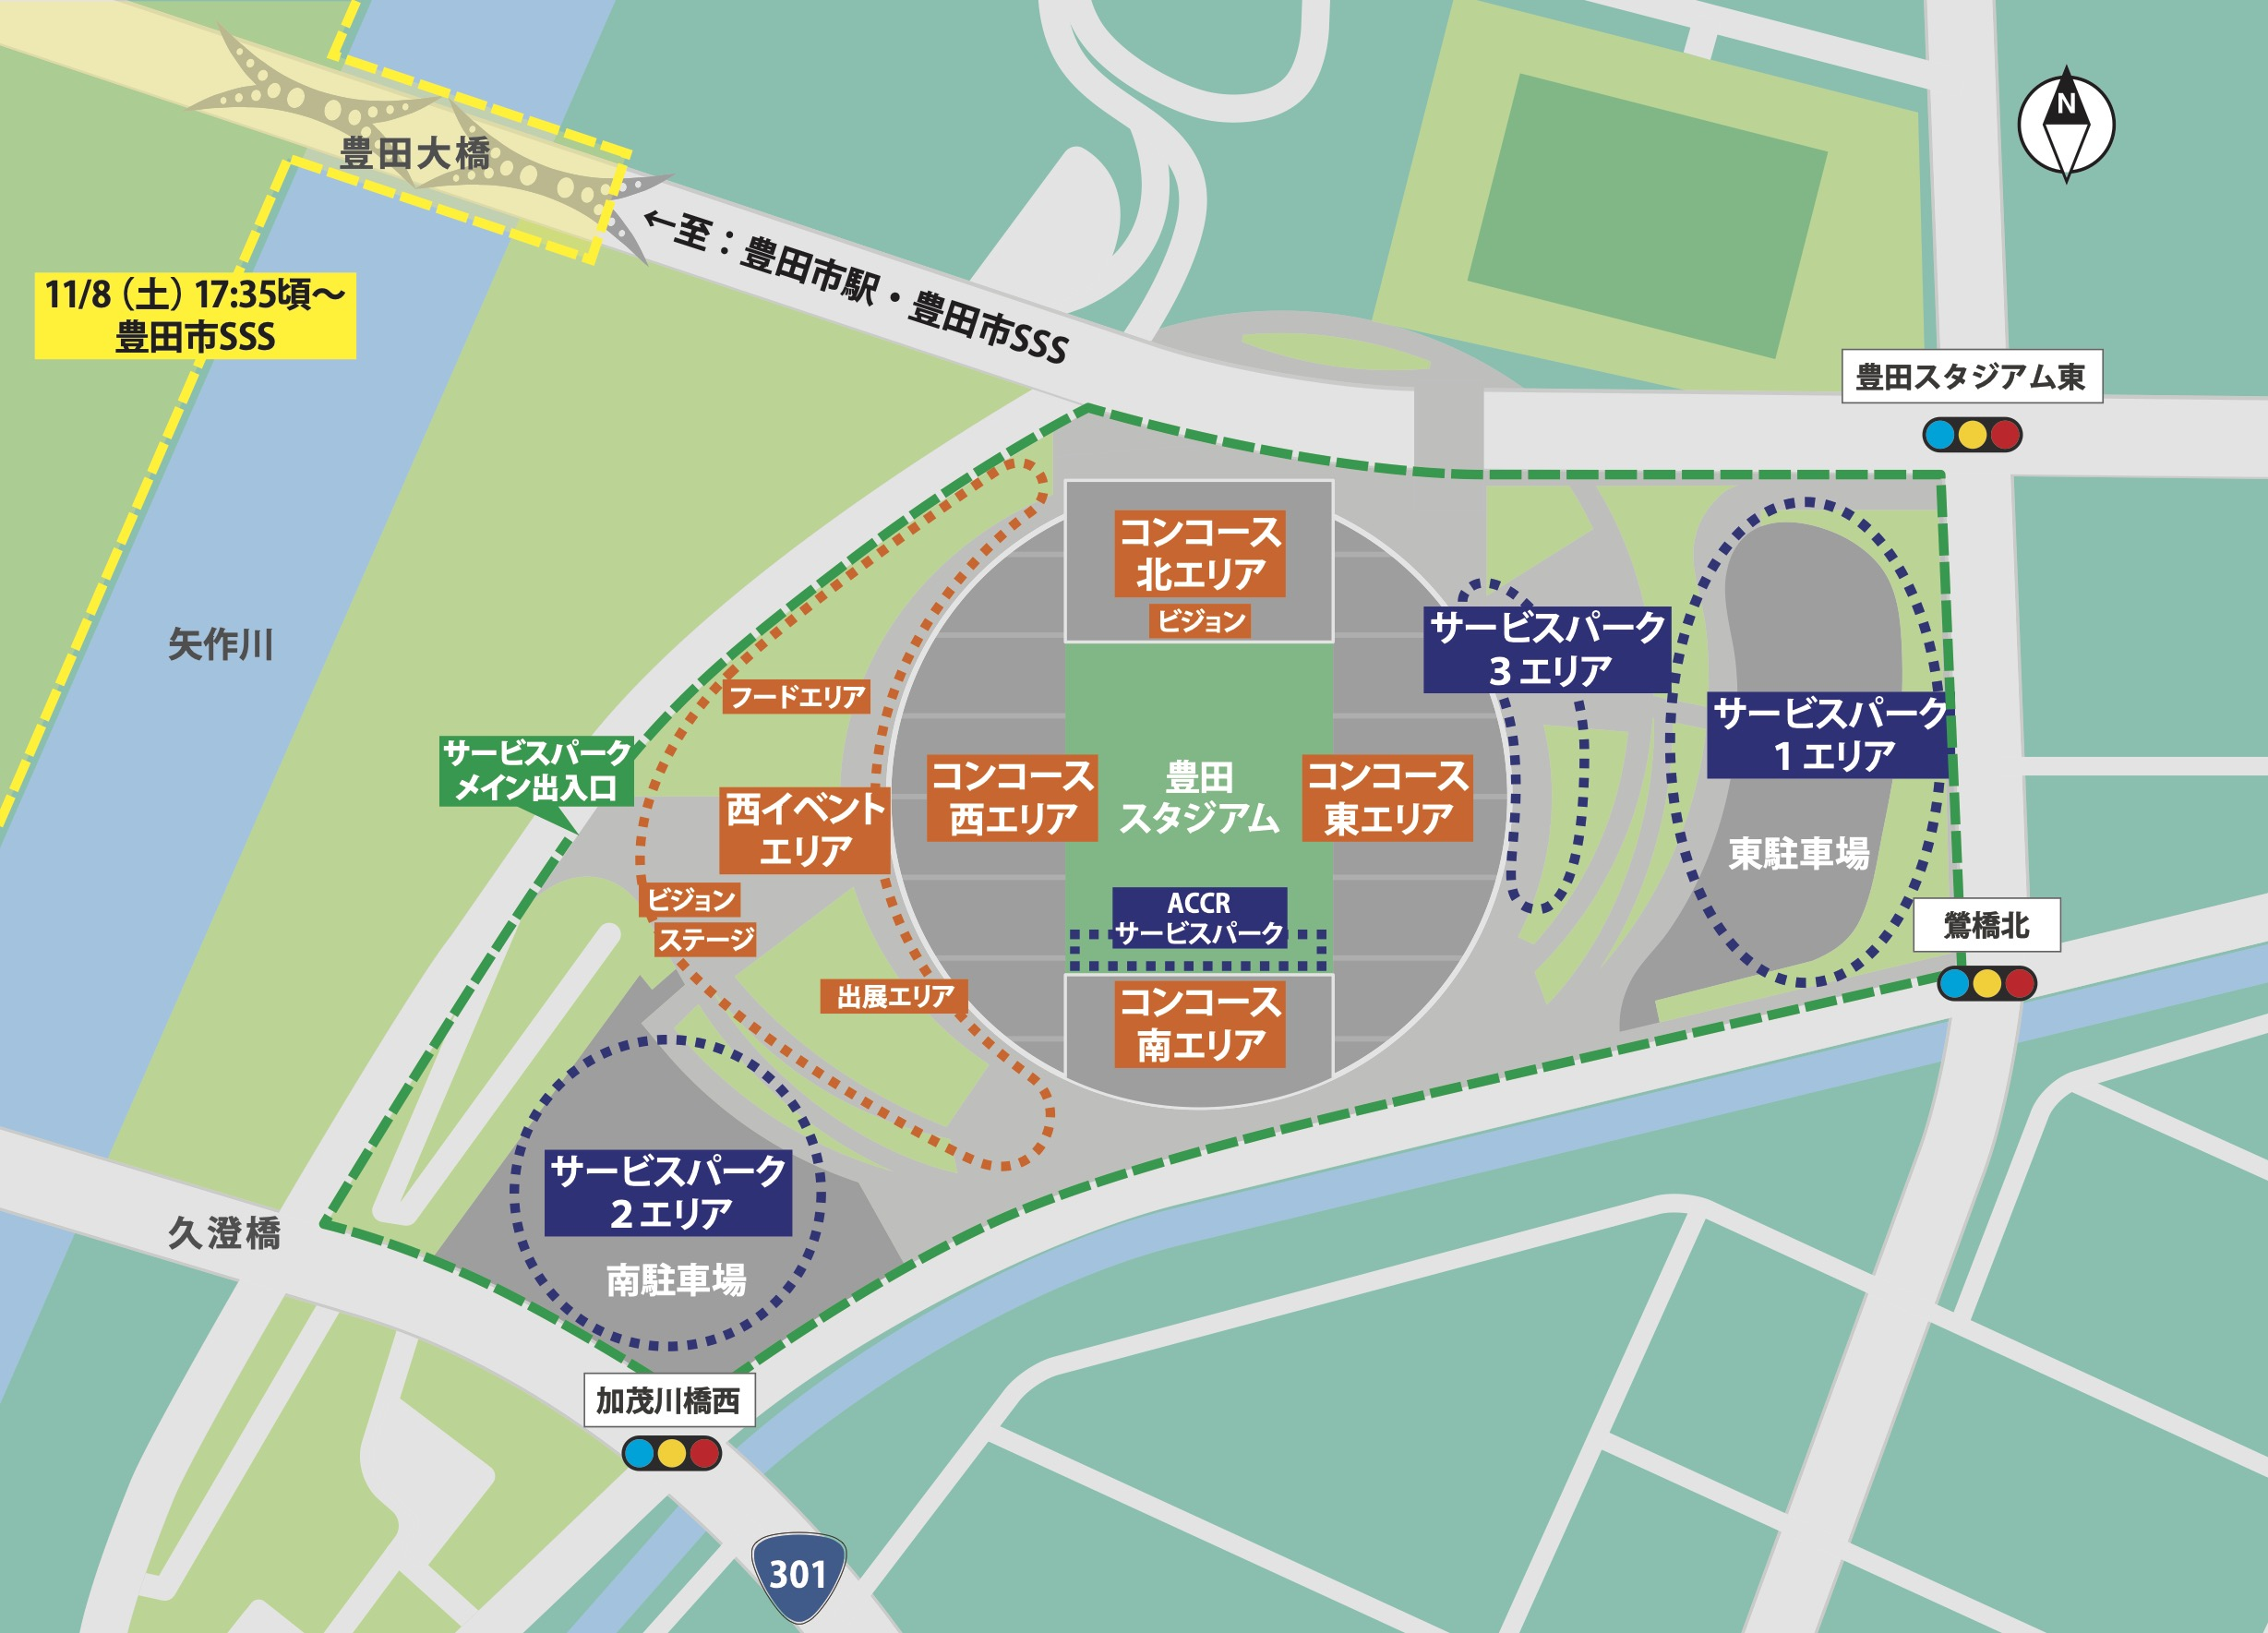 N
豊田大橋
←至：豊田市駅・豊田市SSS
11/8（土）17:35頃～
豊田市SSS
豊田スタジアム東
矢作川
コンコース
北エリア
ビジョン
サービスパーク
3 エリア
フードエリア
サービスパーク
1 エリア
サービスパーク
メイン出入口
西イベント
エリア
コンコース
西エリア
豊田
スタジアム
コンコース
東エリア
東駐車場
ビジョン
ステージ
ACCR
サービスパーク
鶯橋北
出展エリア
コンコース
南エリア
サービスパーク
2 エリア
久澄橋
南駐車場
加茂川橋西
301